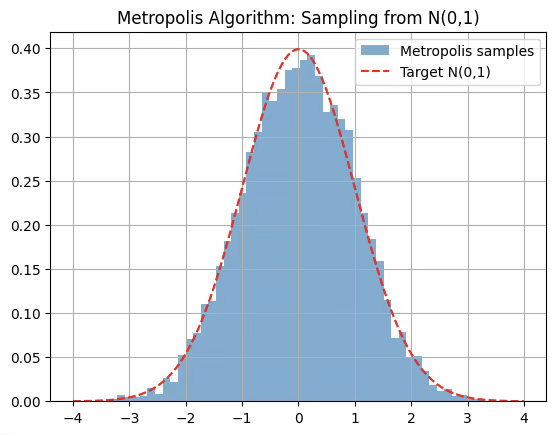 Metropolis Algorithm: Sampling from N(0,1)
Metropolis samples
Target N(0,1)
0.40
0.35
0.30
0.25
0.20
0.15
0.10
0.05
0.00
−4 −3 −2 −1 0 1 2 3 4